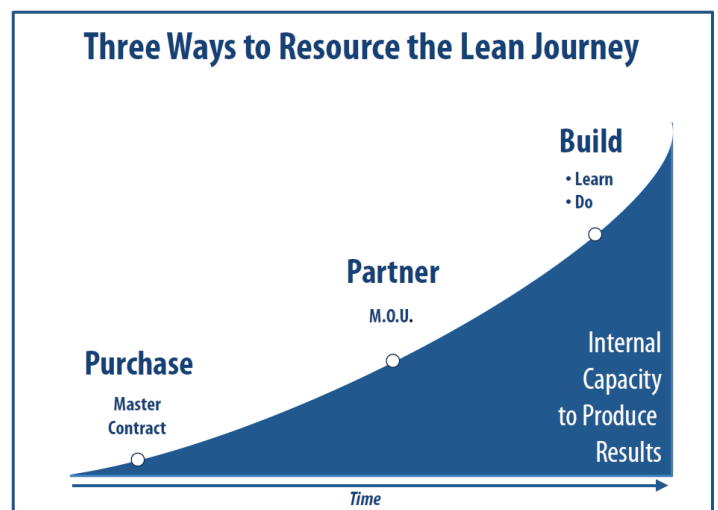 Three Ways to Resource the Lean Journey
Build
• Learn
• Do
Partner
M.O.U.
Purchase
Master
Contract
Internal
Capacity
to Produce
Results
Time